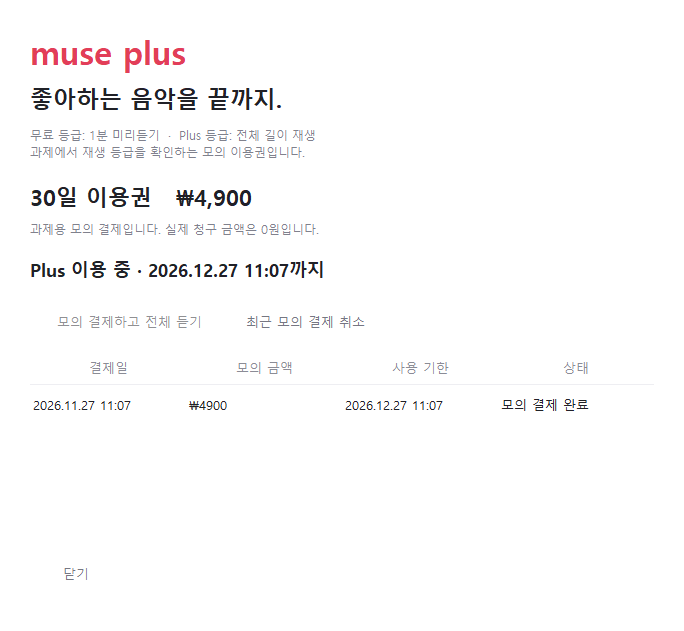 muse plus
좋아하는 음악을 끝까지.
무료 등급: 1분 미리듣기 · Plus 등급: 전체 길이 재생
과제에서 재생 등급을 확인하는 모의 이용권입니다.
30일 이용권 ₩4,900
과제용 모의 결제입니다. 실제 청구 금액은 0원입니다.
Plus 이용 중 · 2026.12.27 11:07까지
모의 결제하고 전체 듣기 최근 모의 결제 취소
결제일 모의 금액 사용 기한 상태
2026.11.27 11:07 ₩4900 2026.12.27 11:07 모의 결제 완료
닫기